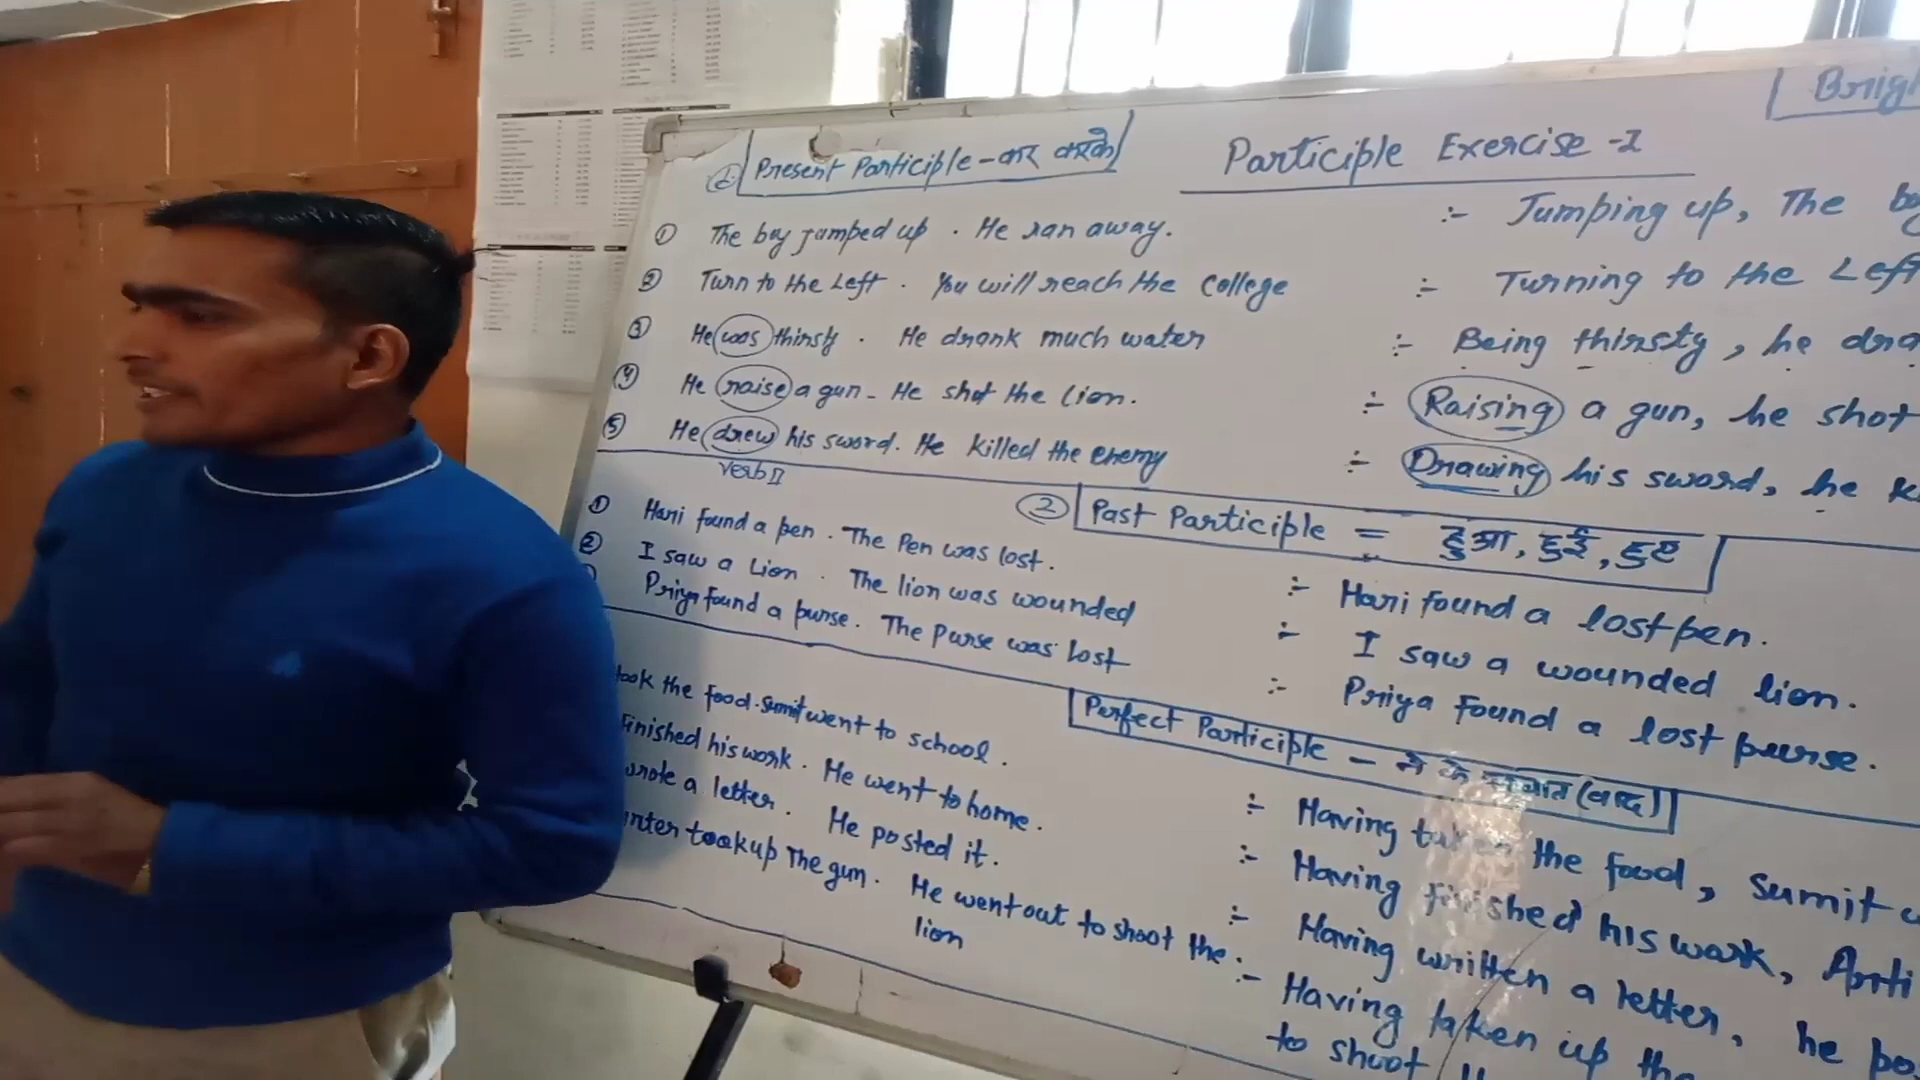 Brigh
Participle Exercise -I
1 Present Participle - कर करके
① The boy jumped up . He ran away. :- Jumping up, The bo
② Turn to the Left . You will reach the College :- Turning to the Left
③ He was thirsty . He drank much water :- Being thirsty, he dra
④ He raise a gun - He shot the lion. :- Raising a gun, he shot
⑤ He drew his sword. He killed the enemy :- Drawing his sword, he k
Verb II
② Past Participle = हुआ, हुई, हुए
① Hari found a pen . The Pen was lost. :- Hari found a lost pen.
② I saw a Lion . The lion was wounded :- I saw a wounded lion.
Priya found a purse. The Purse was lost :- Priya Found a lost purse.
Perfect Participle - ने के (बाद)
took the food. Sumit went to school . :- Having taken the food, Sumit
Finished his work . He went to home. :- Having finished his work, Arti
wrote a letter . He posted it. :- Having written a letter, he po
unter took up The gun . He went out to shoot the lion :- Having taken up the
to shoot